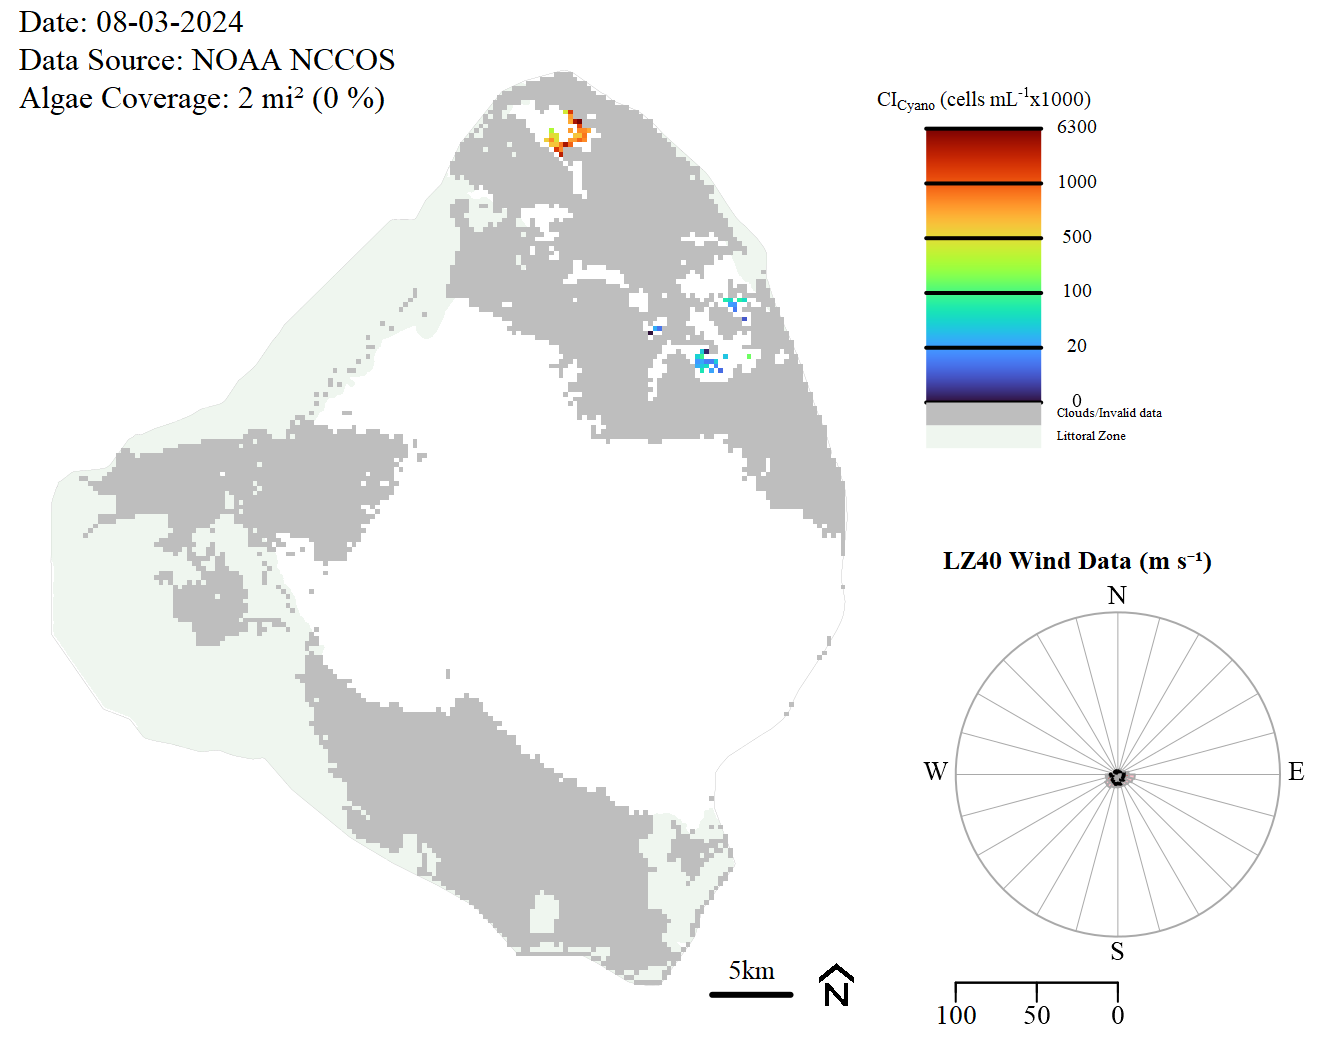 Date: 08-03-2024
Data Source: NOAA NCCOS
Algae Coverage: 2 mi² (0 %)
CICyano (cells mL⁻¹x1000)
6300
1000
500
100
20
0
Clouds/Invalid data
Littoral Zone
LZ40 Wind Data (m s⁻¹)
N
W
E
S
5km
N
100 50 0